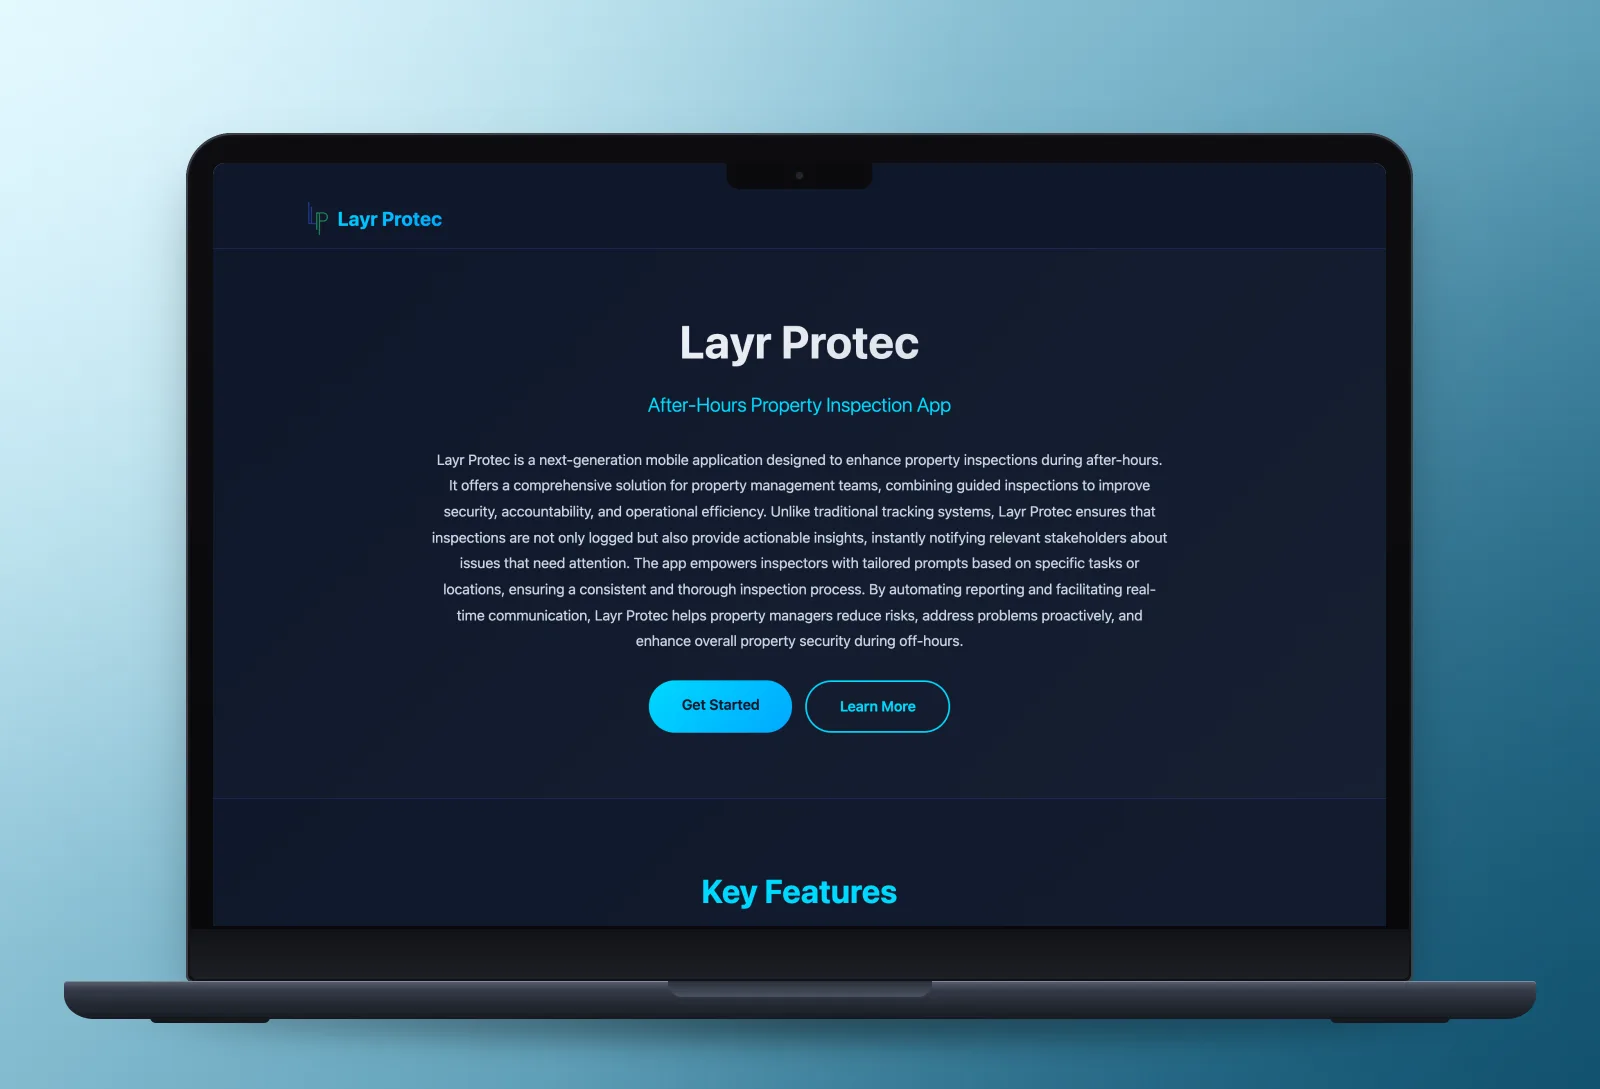 LP Layr Protec
Layr Protec
After-Hours Property Inspection App
Layr Protec is a next-generation mobile application designed to enhance property inspections during after-hours.
It offers a comprehensive solution for property management teams, combining guided inspections to improve
security, accountability, and operational efficiency. Unlike traditional tracking systems, Layr Protec ensures that
inspections are not only logged but also provide actionable insights, instantly notifying relevant stakeholders about
issues that need attention. The app empowers inspectors with tailored prompts based on specific tasks or
locations, ensuring a consistent and thorough inspection process. By automating reporting and facilitating real-
time communication, Layr Protec helps property managers reduce risks, address problems proactively, and
enhance overall property security during off-hours.
Get Started
Learn More
Key Features